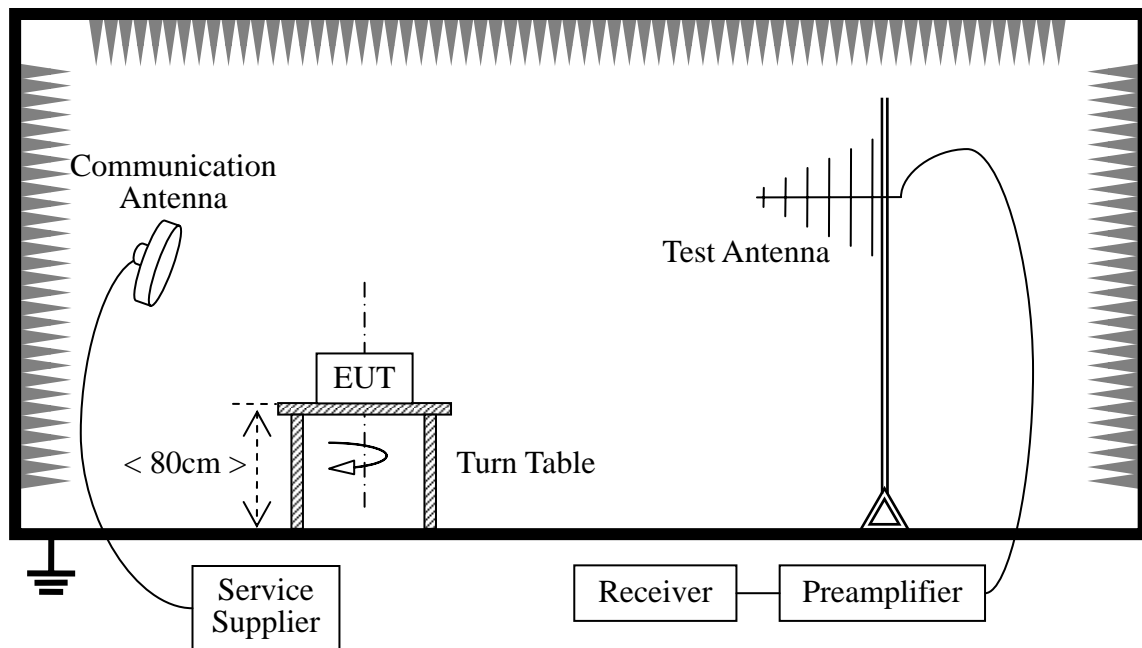 Communication
Antenna
Test Antenna
EUT
< 80cm >
Turn Table
Service
Supplier
Receiver
Preamplifier